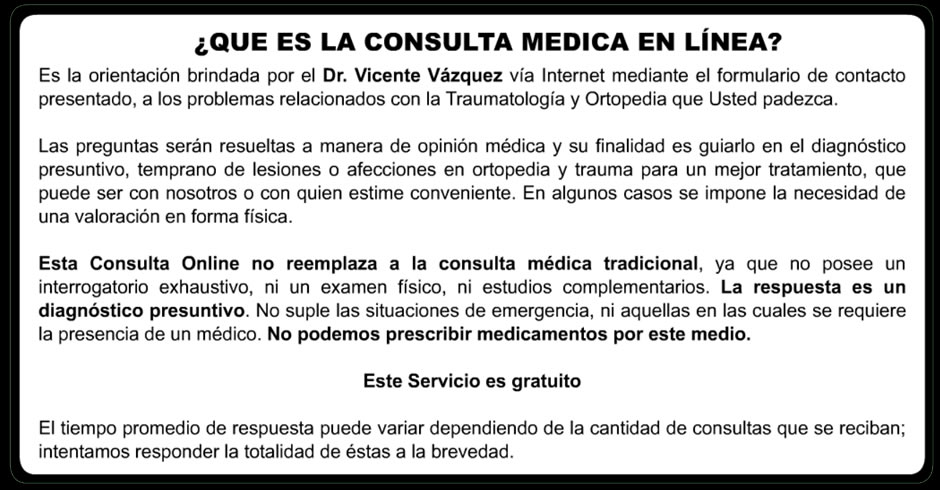 ¿QUE ES LA CONSULTA MEDICA EN LÍNEA?
Es la orientación brindada por el Dr. Vicente Vázquez vía Internet mediante el formulario de contacto
presentado, a los problemas relacionados con la Traumatología y Ortopedia que Usted padezca.
Las preguntas serán resueltas a manera de opinión médica y su finalidad es guiarlo en el diagnóstico
presuntivo, temprano de lesiones o afecciones en ortopedia y trauma para un mejor tratamiento, que
puede ser con nosotros o con quien estime conveniente. En algunos casos se impone la necesidad de
una valoración en forma física.
Esta Consulta Online no reemplaza a la consulta médica tradicional, ya que no posee un
interrogatorio exhaustivo, ni un examen físico, ni estudios complementarios. La respuesta es un
diagnóstico presuntivo. No suple las situaciones de emergencia, ni aquellas en las cuales se requiere
la presencia de un médico. No podemos prescribir medicamentos por este medio.
Este Servicio es gratuito
El tiempo promedio de respuesta puede variar dependiendo de la cantidad de consultas que se reciban;
intentamos responder la totalidad de éstas a la brevedad.